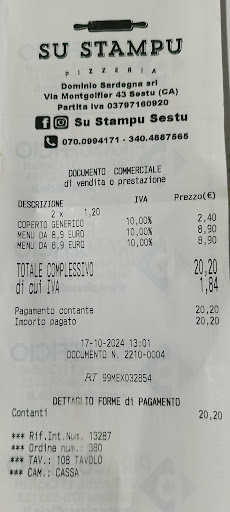 SU STAMPU
PIZZERIA
Dominio Sardegna srl
Via Montgolfier 43 Sestu (CA)
Partita iva 03797160920
Su Stampu Sestu
070.0994171 - 340.4887565
DOCUMENTO COMMERCIALE
di vendita o prestazione
DESCRIZIONE IVA Prezzo(€)
2 x 1,20
COPERTO GENERICO 10,00% 2,40
MENU DA 8,9 EURO 10,00% 8,90
MENU DA 8,9 EURO 10,00% 8,90
TOTALE COMPLESSIVO 20,20
di cui IVA 1,84
Pagamento contante 20,20
Importo pagato 20,20
17-10-2024 13:01
DOCUMENTO N. 2210-0004
RT 99MEX032854
DETTAGLIO FORME di PAGAMENTO
Contanti 20,20
*** Rif.Int.Num. 13287
*** Ordine num.: 380
*** TAV.: 108 TAVOLO
*** CAM.: CASSA